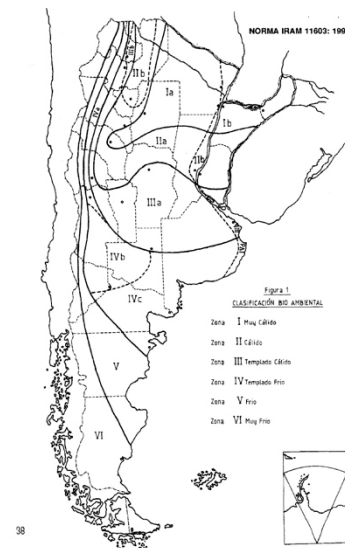 NORMA IRAM 11603: 199
IIb
Ia
Ib
IVa
IIa
IIb
IIIa
IVb
IVc
V
VI
Figura 1
CLASIFICACIÓN BIO AMBIENTAL
Zona I Muy Cálido
Zona II Cálido
Zona III Templado Cálido
Zona IV Templado Frío
Zona V Frío
Zona VI Muy Frío
38